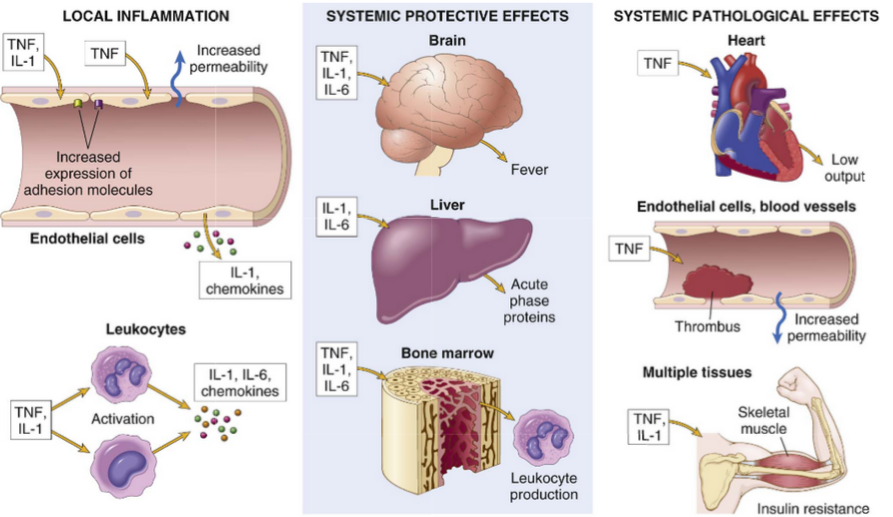 LOCAL INFLAMMATION
TNF,
IL-1
TNF
Increased
permeability
Increased
expression of
adhesion molecules
Endothelial cells
IL-1,
chemokines
Leukocytes
TNF,
IL-1
Activation
IL-1, IL-6,
chemokines
SYSTEMIC PROTECTIVE EFFECTS
Brain
TNF,
IL-1,
IL-6
Fever
Liver
IL-1,
IL-6
Acute
phase
proteins
Bone marrow
TNF,
IL-1,
IL-6
Leukocyte
production
SYSTEMIC PATHOLOGICAL EFFECTS
Heart
TNF
Low
output
Endothelial cells, blood vessels
TNF
Thrombus
Increased
permeability
Multiple tissues
TNF,
IL-1
Skeletal
muscle
Insulin resistance